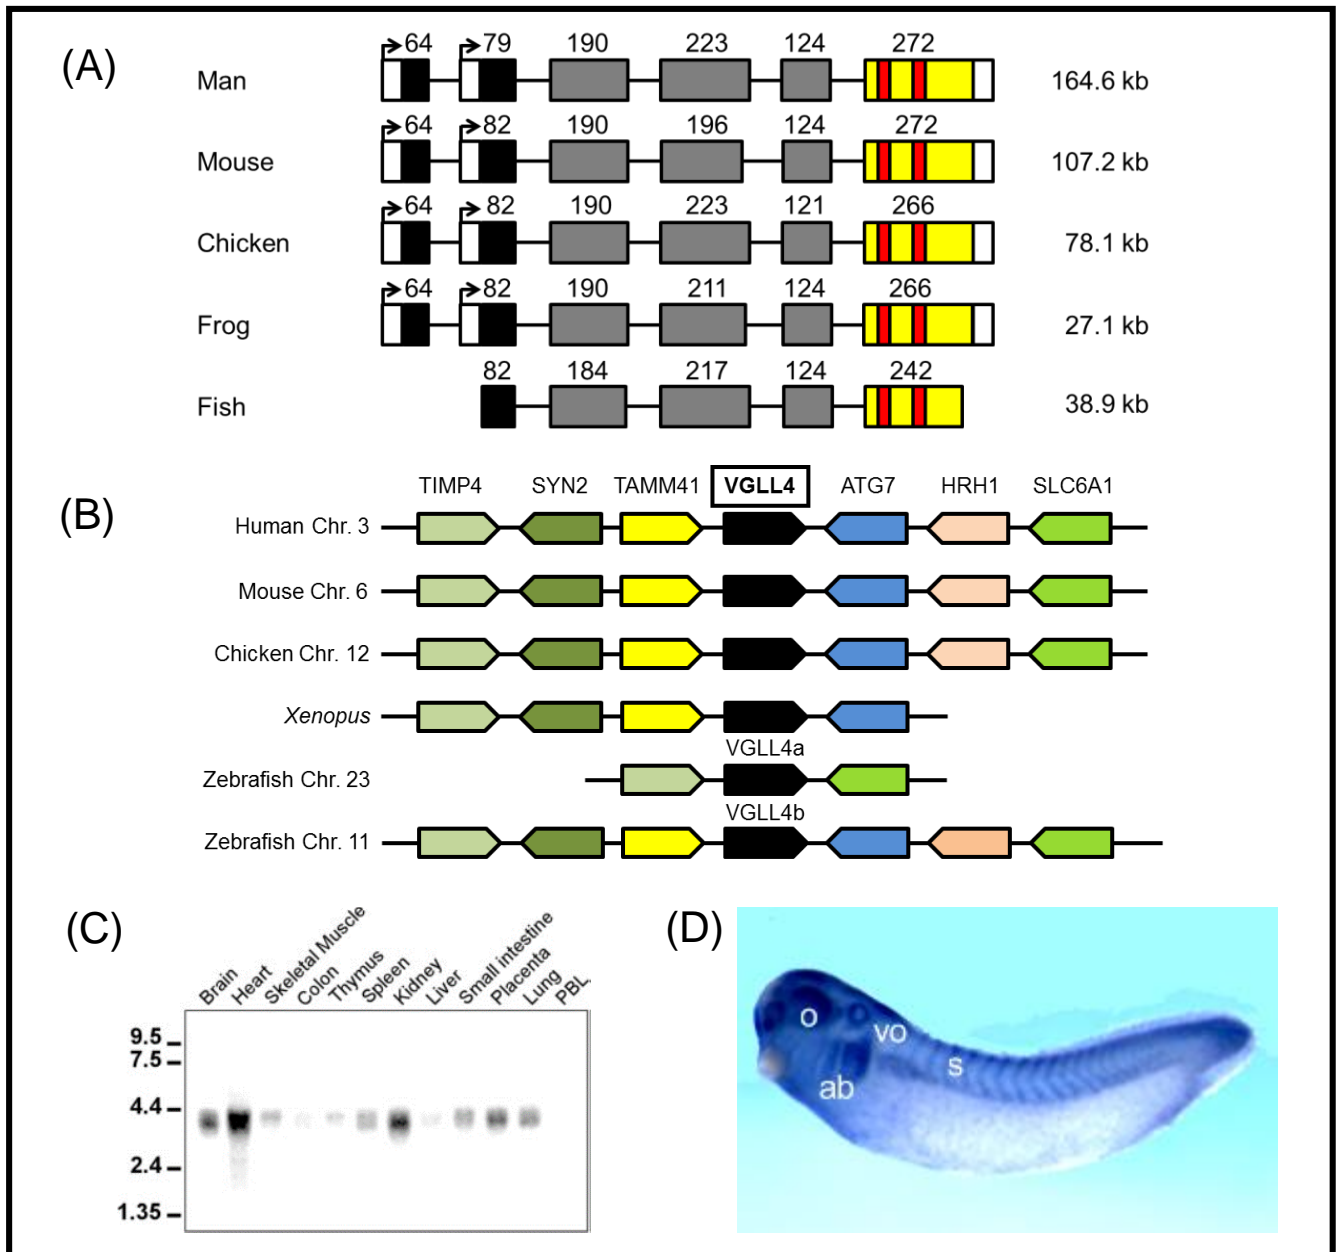 (A)
64 79 190 223 124 272
Man 164.6 kb
64 82 190 196 124 272
Mouse 107.2 kb
64 82 190 223 121 266
Chicken 78.1 kb
64 82 190 211 124 266
Frog 27.1 kb
82 184 217 124 242
Fish 38.9 kb
(B)
TIMP4 SYN2 TAMM41 VGLL4 ATG7 HRH1 SLC6A1
Human Chr. 3
Mouse Chr. 6
Chicken Chr. 12
Xenopus
VGLL4a
Zebrafish Chr. 23
VGLL4b
Zebrafish Chr. 11
(C)
Brain Heart Skeletal Muscle Colon Thymus Spleen Kidney Liver Small intestine Placenta Lung PBL
9.5
7.5
4.4
2.4
1.35
(D)
o
vo
s
ab